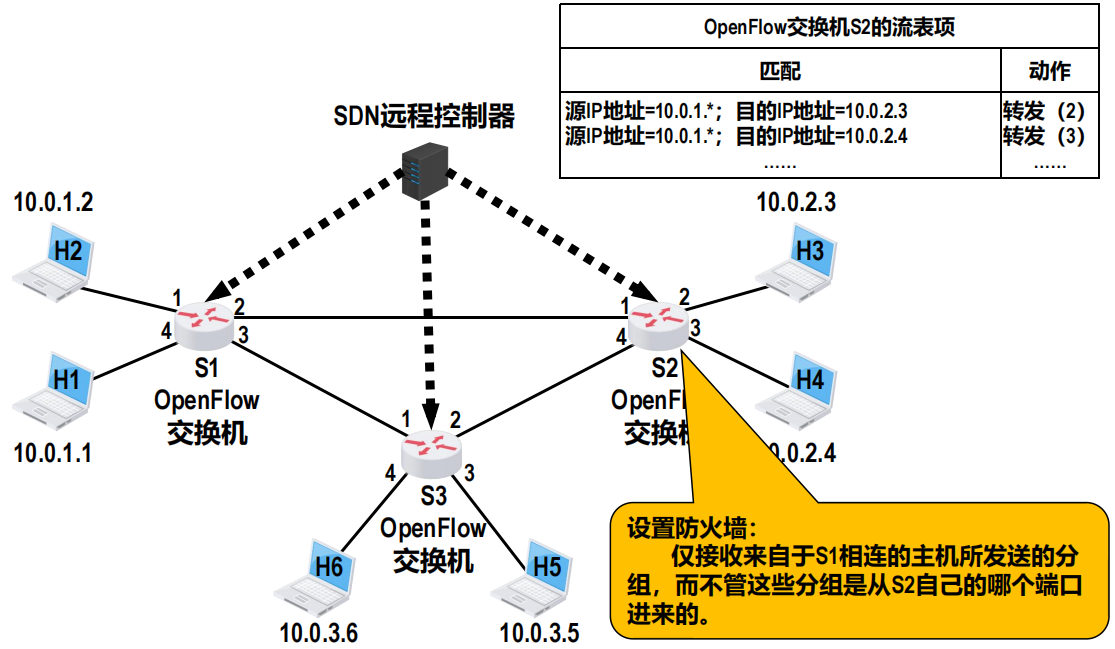 OpenFlow交换机S2的流表项
匹配 动作
源IP地址=10.0.1.*；目的IP地址=10.0.2.3 转发（2）
源IP地址=10.0.1.*；目的IP地址=10.0.2.4 转发（3）
…… ……
SDN远程控制器
10.0.1.2
10.0.2.3
H2
H3
1
2
4
3
1
2
4
3
S1
OpenFlow
交换机
S2
OpenF
交换
H1
H4
10.0.1.1
.0.2.4
1
2
4
3
S3
OpenFlow
交换机
H6
H5
10.0.3.6
10.0.3.5
设置防火墙：
仅接收来自于S1相连的主机所发送的分
组，而不管这些分组是从S2自己的哪个端口
进来的。